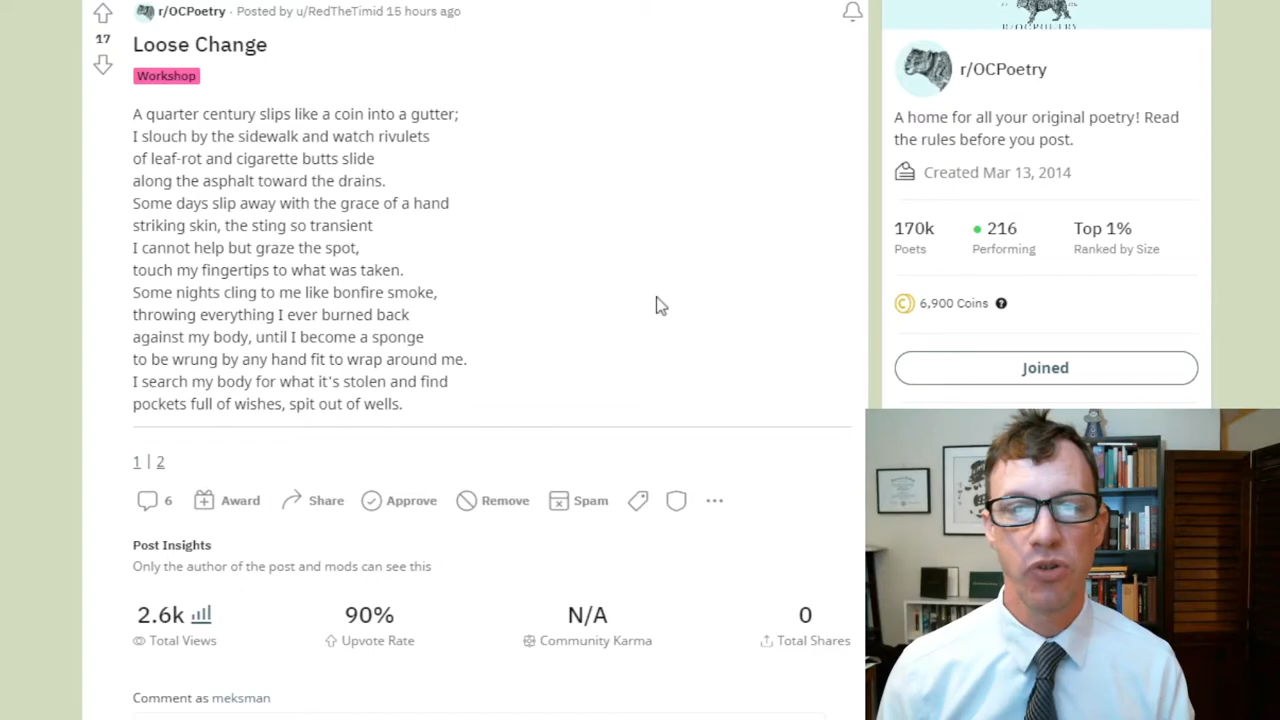 r/OCPoetry · Posted by u/RedTheTimid 15 hours ago
17
Loose Change
Workshop
A quarter century slips like a coin into a gutter;
I slouch by the sidewalk and watch rivulets
of leaf-rot and cigarette butts slide
along the asphalt toward the drains.
Some days slip away with the grace of a hand
striking skin, the sting so transient
I cannot help but graze the spot,
touch my fingertips to what was taken.
Some nights cling to me like bonfire smoke,
throwing everything I ever burned back
against my body, until I become a sponge
to be wrung by any hand fit to wrap around me.
I search my body for what it's stolen and find
pockets full of wishes, spit out of wells.
1 | 2
6 Award Share Approve Remove Spam
Post Insights
Only the author of the post and mods can see this
2.6k 90% N/A 0
Total Views Upvote Rate Community Karma Total Shares
Comment as meksman
R/OCPOETRY
r/OCPoetry
A home for all your original poetry! Read
the rules before you post.
Created Mar 13, 2014
170k 216 Top 1%
Poets Performing Ranked by Size
6,900 Coins
Joined